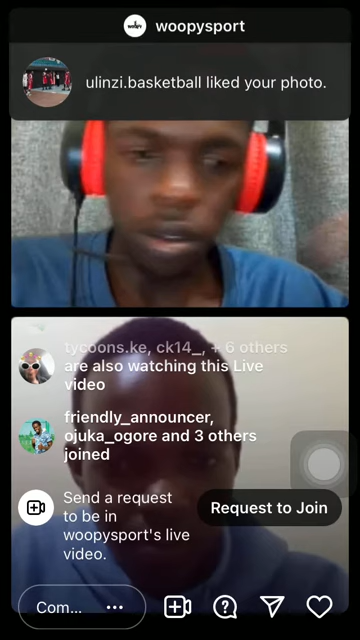 woopysport
ulinzi.basketball liked your photo.
tycoons.ke, ck14_, + 6 others
are also watching this Live
video
friendly_announcer,
ojuka_ogore and 3 others
joined
Send a request
to be in
woopysport's live
video.
Request to Join
Com...